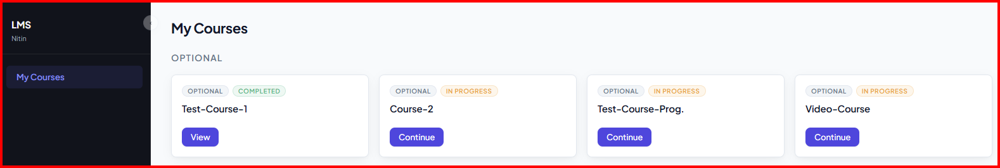 LMS
Nitin
My Courses
My Courses
OPTIONAL
OPTIONAL COMPLETED
Test-Course-1
View
OPTIONAL IN PROGRESS
Course-2
Continue
OPTIONAL IN PROGRESS
Test-Course-Prog.
Continue
OPTIONAL IN PROGRESS
Video-Course
Continue